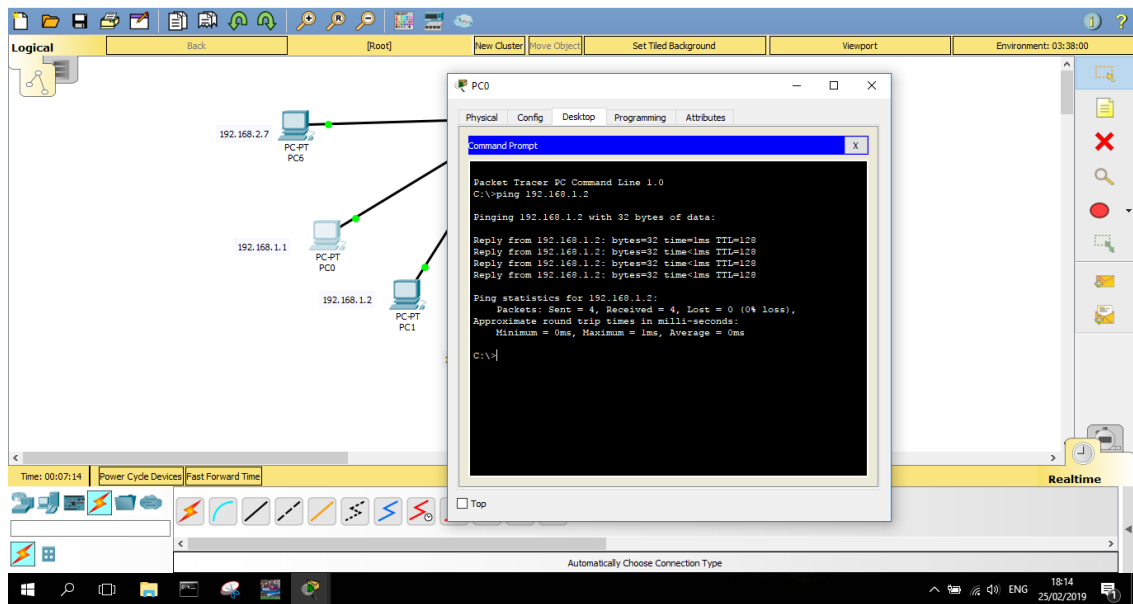 Logical
Back
[Root]
New Cluster
Move Object
Set Tiled Background
Viewport
Environment: 03:38:00
PC0
Physical Config Desktop Programming Attributes
Command Prompt
X
Packet Tracer PC Command Line 1.0
C:\>ping 192.168.1.2
Pinging 192.168.1.2 with 32 bytes of data:
Reply from 192.168.1.2: bytes=32 time=1ms TTL=128
Reply from 192.168.1.2: bytes=32 time<1ms TTL=128
Reply from 192.168.1.2: bytes=32 time<1ms TTL=128
Reply from 192.168.1.2: bytes=32 time<1ms TTL=128
Ping statistics for 192.168.1.2:
Packets: Sent = 4, Received = 4, Lost = 0 (0% loss),
Approximate round trip times in milli-seconds:
Minimum = 0ms, Maximum = 1ms, Average = 0ms
C:\>
Top
192.168.2.7
PC-PT
PC6
192.168.1.1
PC-PT
PC0
192.168.1.2
PC-PT
PC1
Time: 00:07:14
Power Cycle Devices
Fast Forward Time
Realtime
Automatically Choose Connection Type
ENG
18:14
25/02/2019